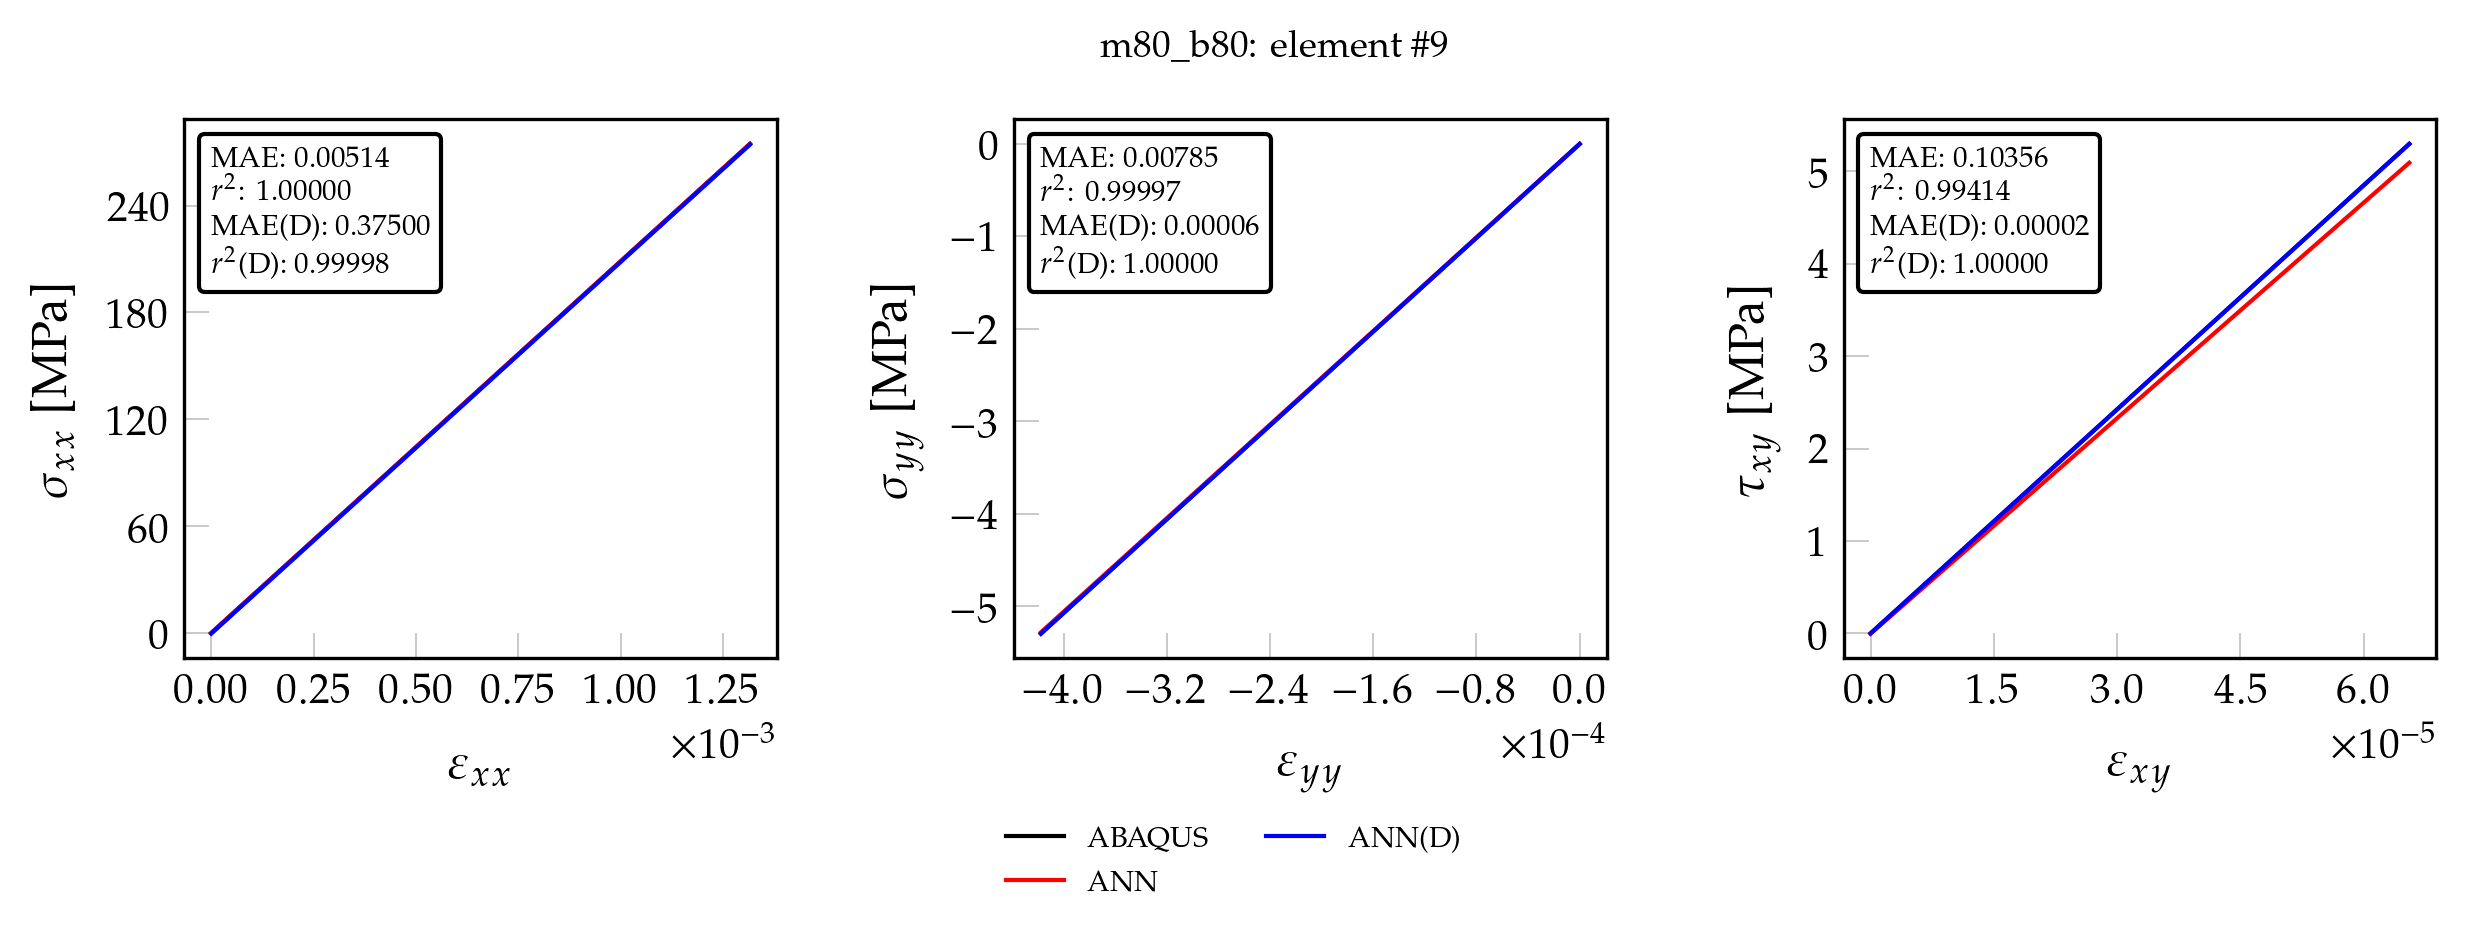 m80_b80: element #9
MAE: 0.00514
r²: 1.00000
MAE(D): 0.37500
r²(D): 0.99998
240
180
120
60
0
σxx [MPa]
0.00 0.25 0.50 0.75 1.00 1.25
×10⁻³
εxx
MAE: 0.00785
r²: 0.99997
MAE(D): 0.00006
r²(D): 1.00000
0
−1
−2
−3
−4
−5
σyy [MPa]
−4.0 −3.2 −2.4 −1.6 −0.8 0.0
×10⁻⁴
εyy
MAE: 0.10356
r²: 0.99414
MAE(D): 0.00002
r²(D): 1.00000
5
4
3
2
1
0
τxy [MPa]
0.0 1.5 3.0 4.5 6.0
×10⁻⁵
εxy
ABAQUS
ANN
ANN(D)